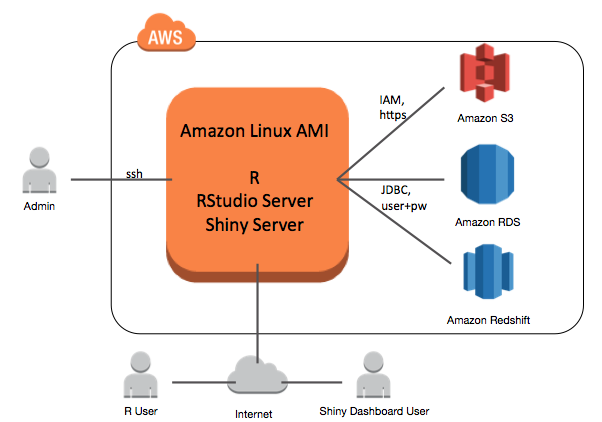 AWS
Amazon Linux AMI
R
RStudio Server
Shiny Server
IAM,
https
Amazon S3
ssh
Admin
JDBC,
user+pw
Amazon RDS
Amazon Redshift
R User
Internet
Shiny Dashboard User